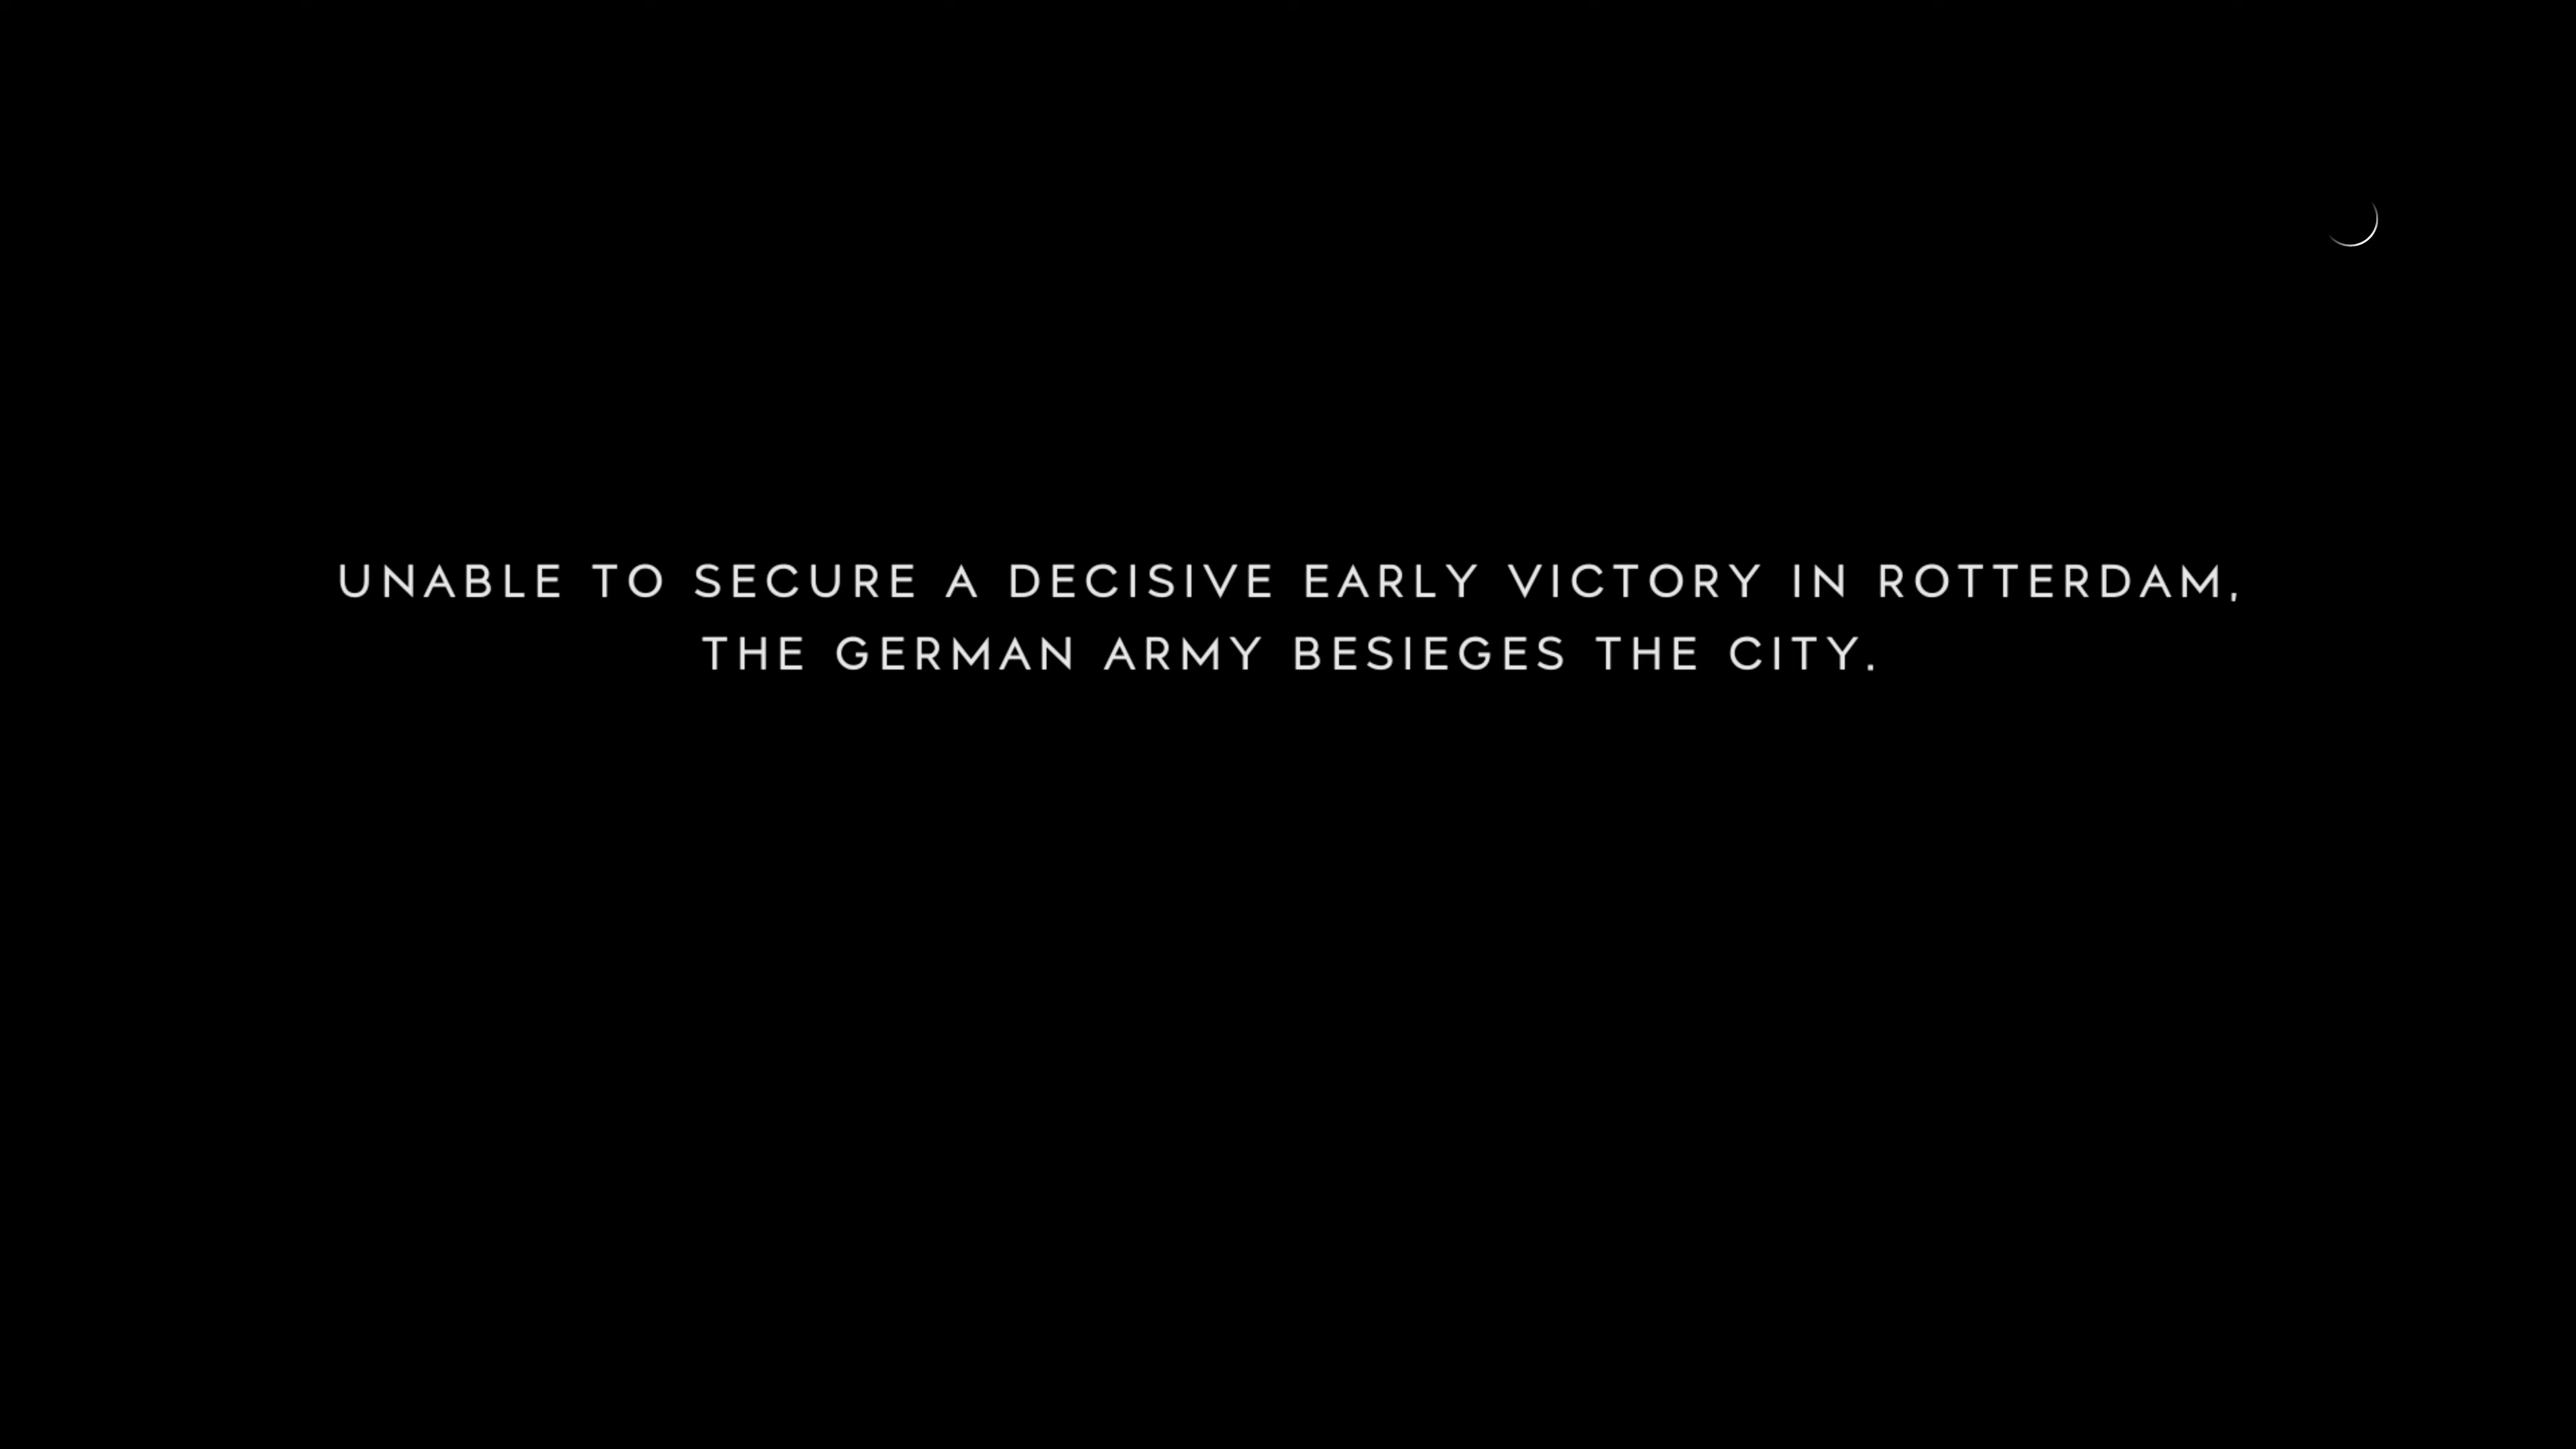 UNABLE TO SECURE A DECISIVE EARLY VICTORY IN ROTTERDAM,
THE GERMAN ARMY BESIEGES THE CITY.